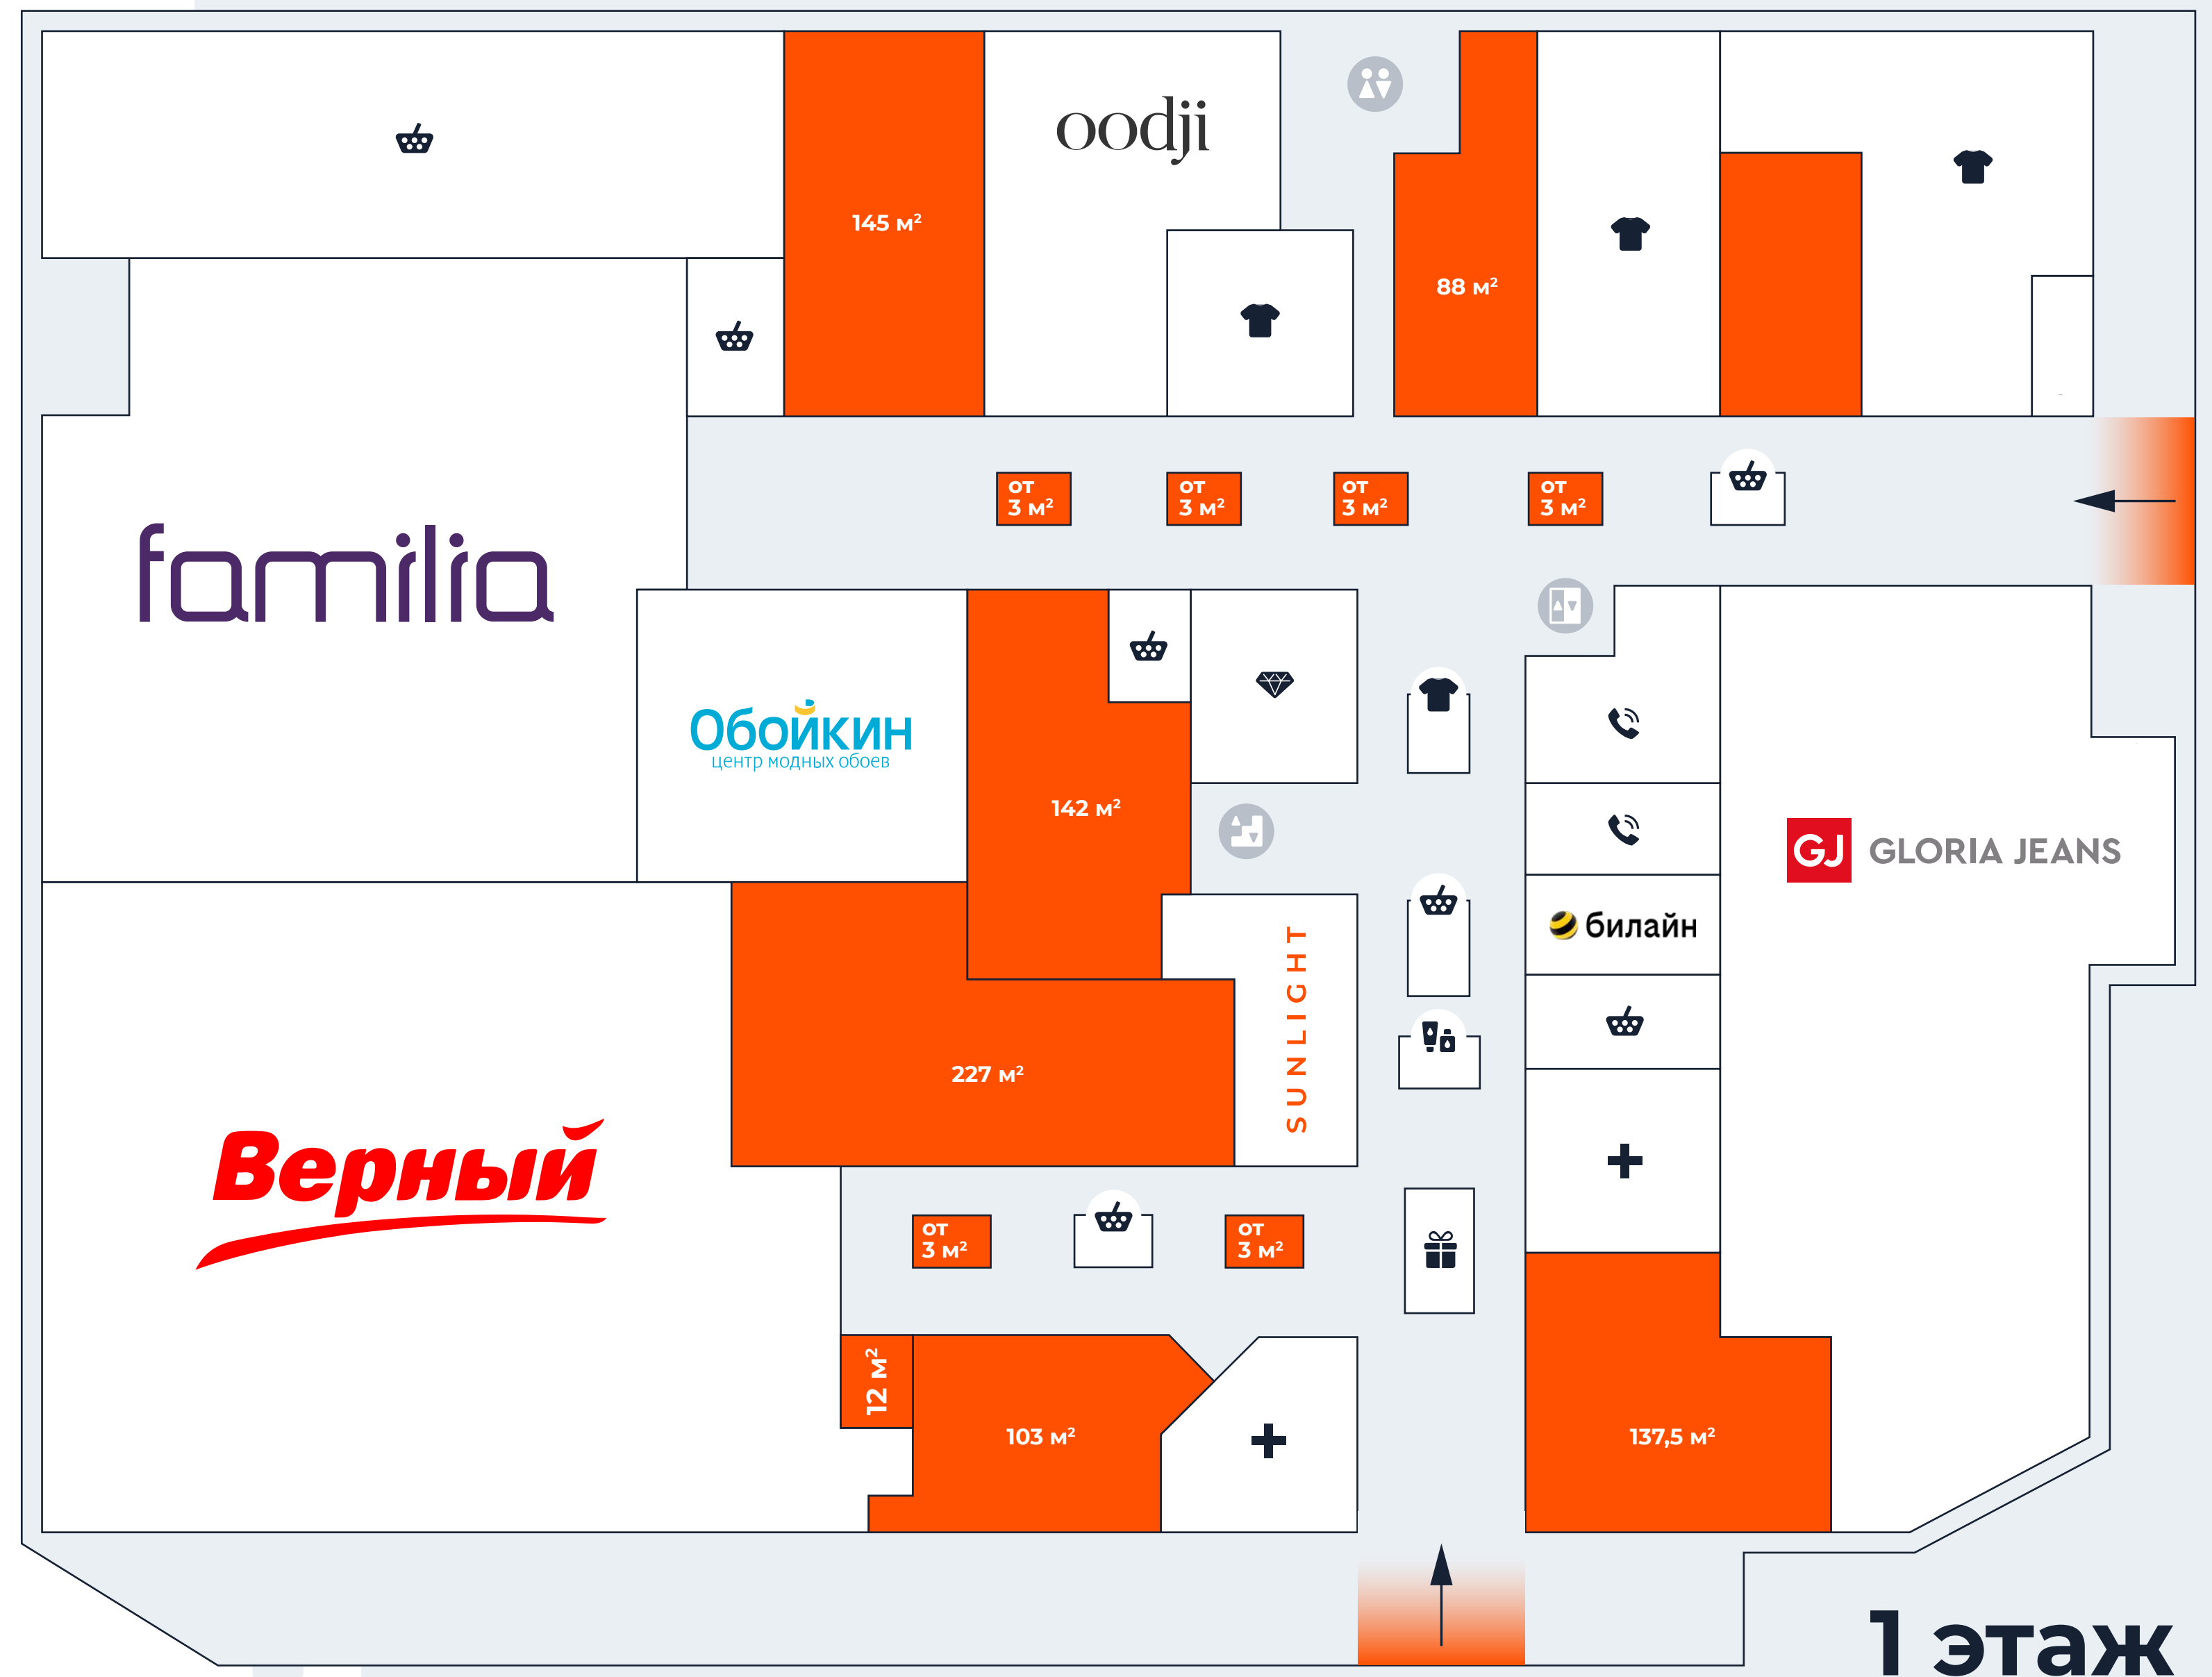 oodji
145 м²
88 м²
от
3 м²
от
3 м²
от
3 м²
от
3 м²
familia
Обойкин
центр модных обоев
142 м²
GJ GLORIA JEANS
билайн
SUNLIGHT
227 м²
Верный
от
3 м²
от
3 м²
12 м²
103 м²
137,5 м²
1 этаж